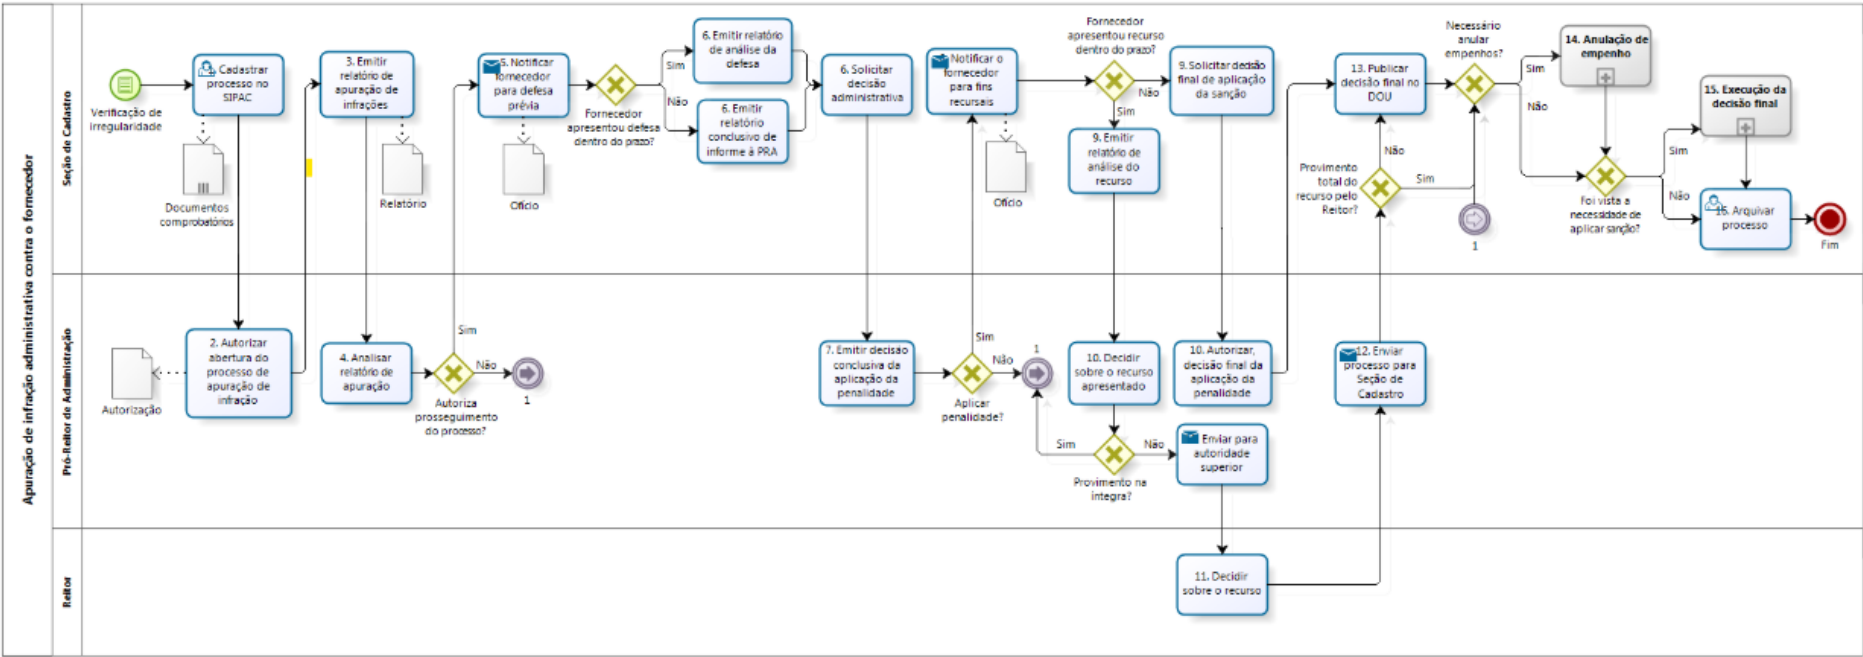 Apuração de infração administrativa contra o fornecedor
Seção de Cadastro
Verificação de
irregularidade
Cadastrar
processo no
SIPAC
Documentos
comprobatórios
3. Emitir
relatório de
apuração de
infrações
Relatório
5. Notificar
fornecedor
para defesa
prévia
Ofício
Fornecedor
apresentou defesa
dentro do prazo?
Sim
Não
6. Emitir relatório
de análise da
defesa
6. Emitir
relatório
conclusivo de
informe à PRA
6. Solicitar
decisão
administrativa
Notificar o
fornecedor
para fins
recursais
Ofício
Fornecedor
apresentou recurso
dentro do prazo?
Não
Sim
9. Solicitar decisão
final de aplicação
da sanção
9. Emitir
relatório de
análise do
recurso
13. Publicar
decisão final no
DOU
Não
Provimento
total do
recurso pelo
Reitor?
Sim
1
Necessário
anular
empenhos?
Sim
Não
14. Anulação de
empenho
Foi vista a
necessidade de
aplicar sanção?
Sim
Não
15. Execução da
decisão final
15. Arquivar
processo
Fim
Pró-Reitor de Administração
Autorização
2. Autorizar
abertura do
processo de
apuração de
infração
4. Analisar
relatório de
apuração
Sim
Não
Autoriza
prosseguimento
do processo?
1
7. Emitir decisão
conclusiva da
aplicação da
penalidade
Sim
Não
Aplicar
penalidade?
1
10. Decidir
sobre o recurso
apresentado
Sim
Não
Provimento na
íntegra?
10. Autorizar,
decisão final da
aplicação da
penalidade
Enviar para
autoridade
superior
12. Enviar
processo para
Seção de
Cadastro
Reitor
11. Decidir
sobre o recurso